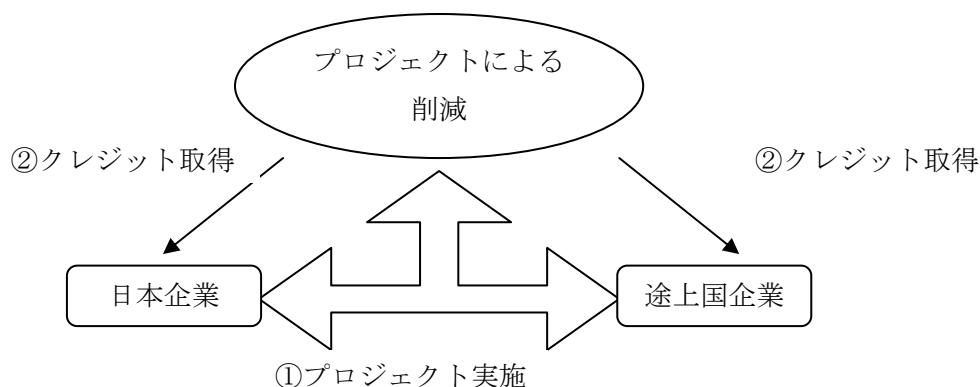 プロジェクトによる
削減
②クレジット取得
②クレジット取得
日本企業
途上国企業
①プロジェクト実施